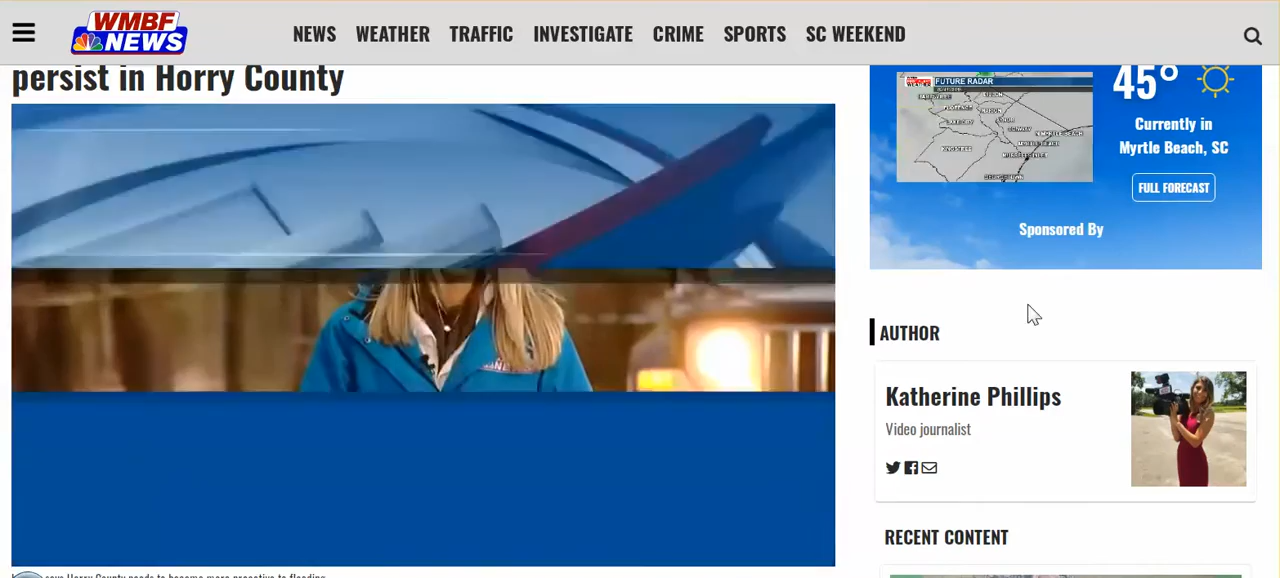 WMBF
NEWS
NEWS WEATHER TRAFFIC INVESTIGATE CRIME SPORTS SC WEEKEND
persist in Horry County
FUTURE RADAR
45°
Currently in
Myrtle Beach, SC
FULL FORECAST
Sponsored By
AUTHOR
Katherine Phillips
Video journalist
RECENT CONTENT
says Horry County needs to become more proactive to flooding